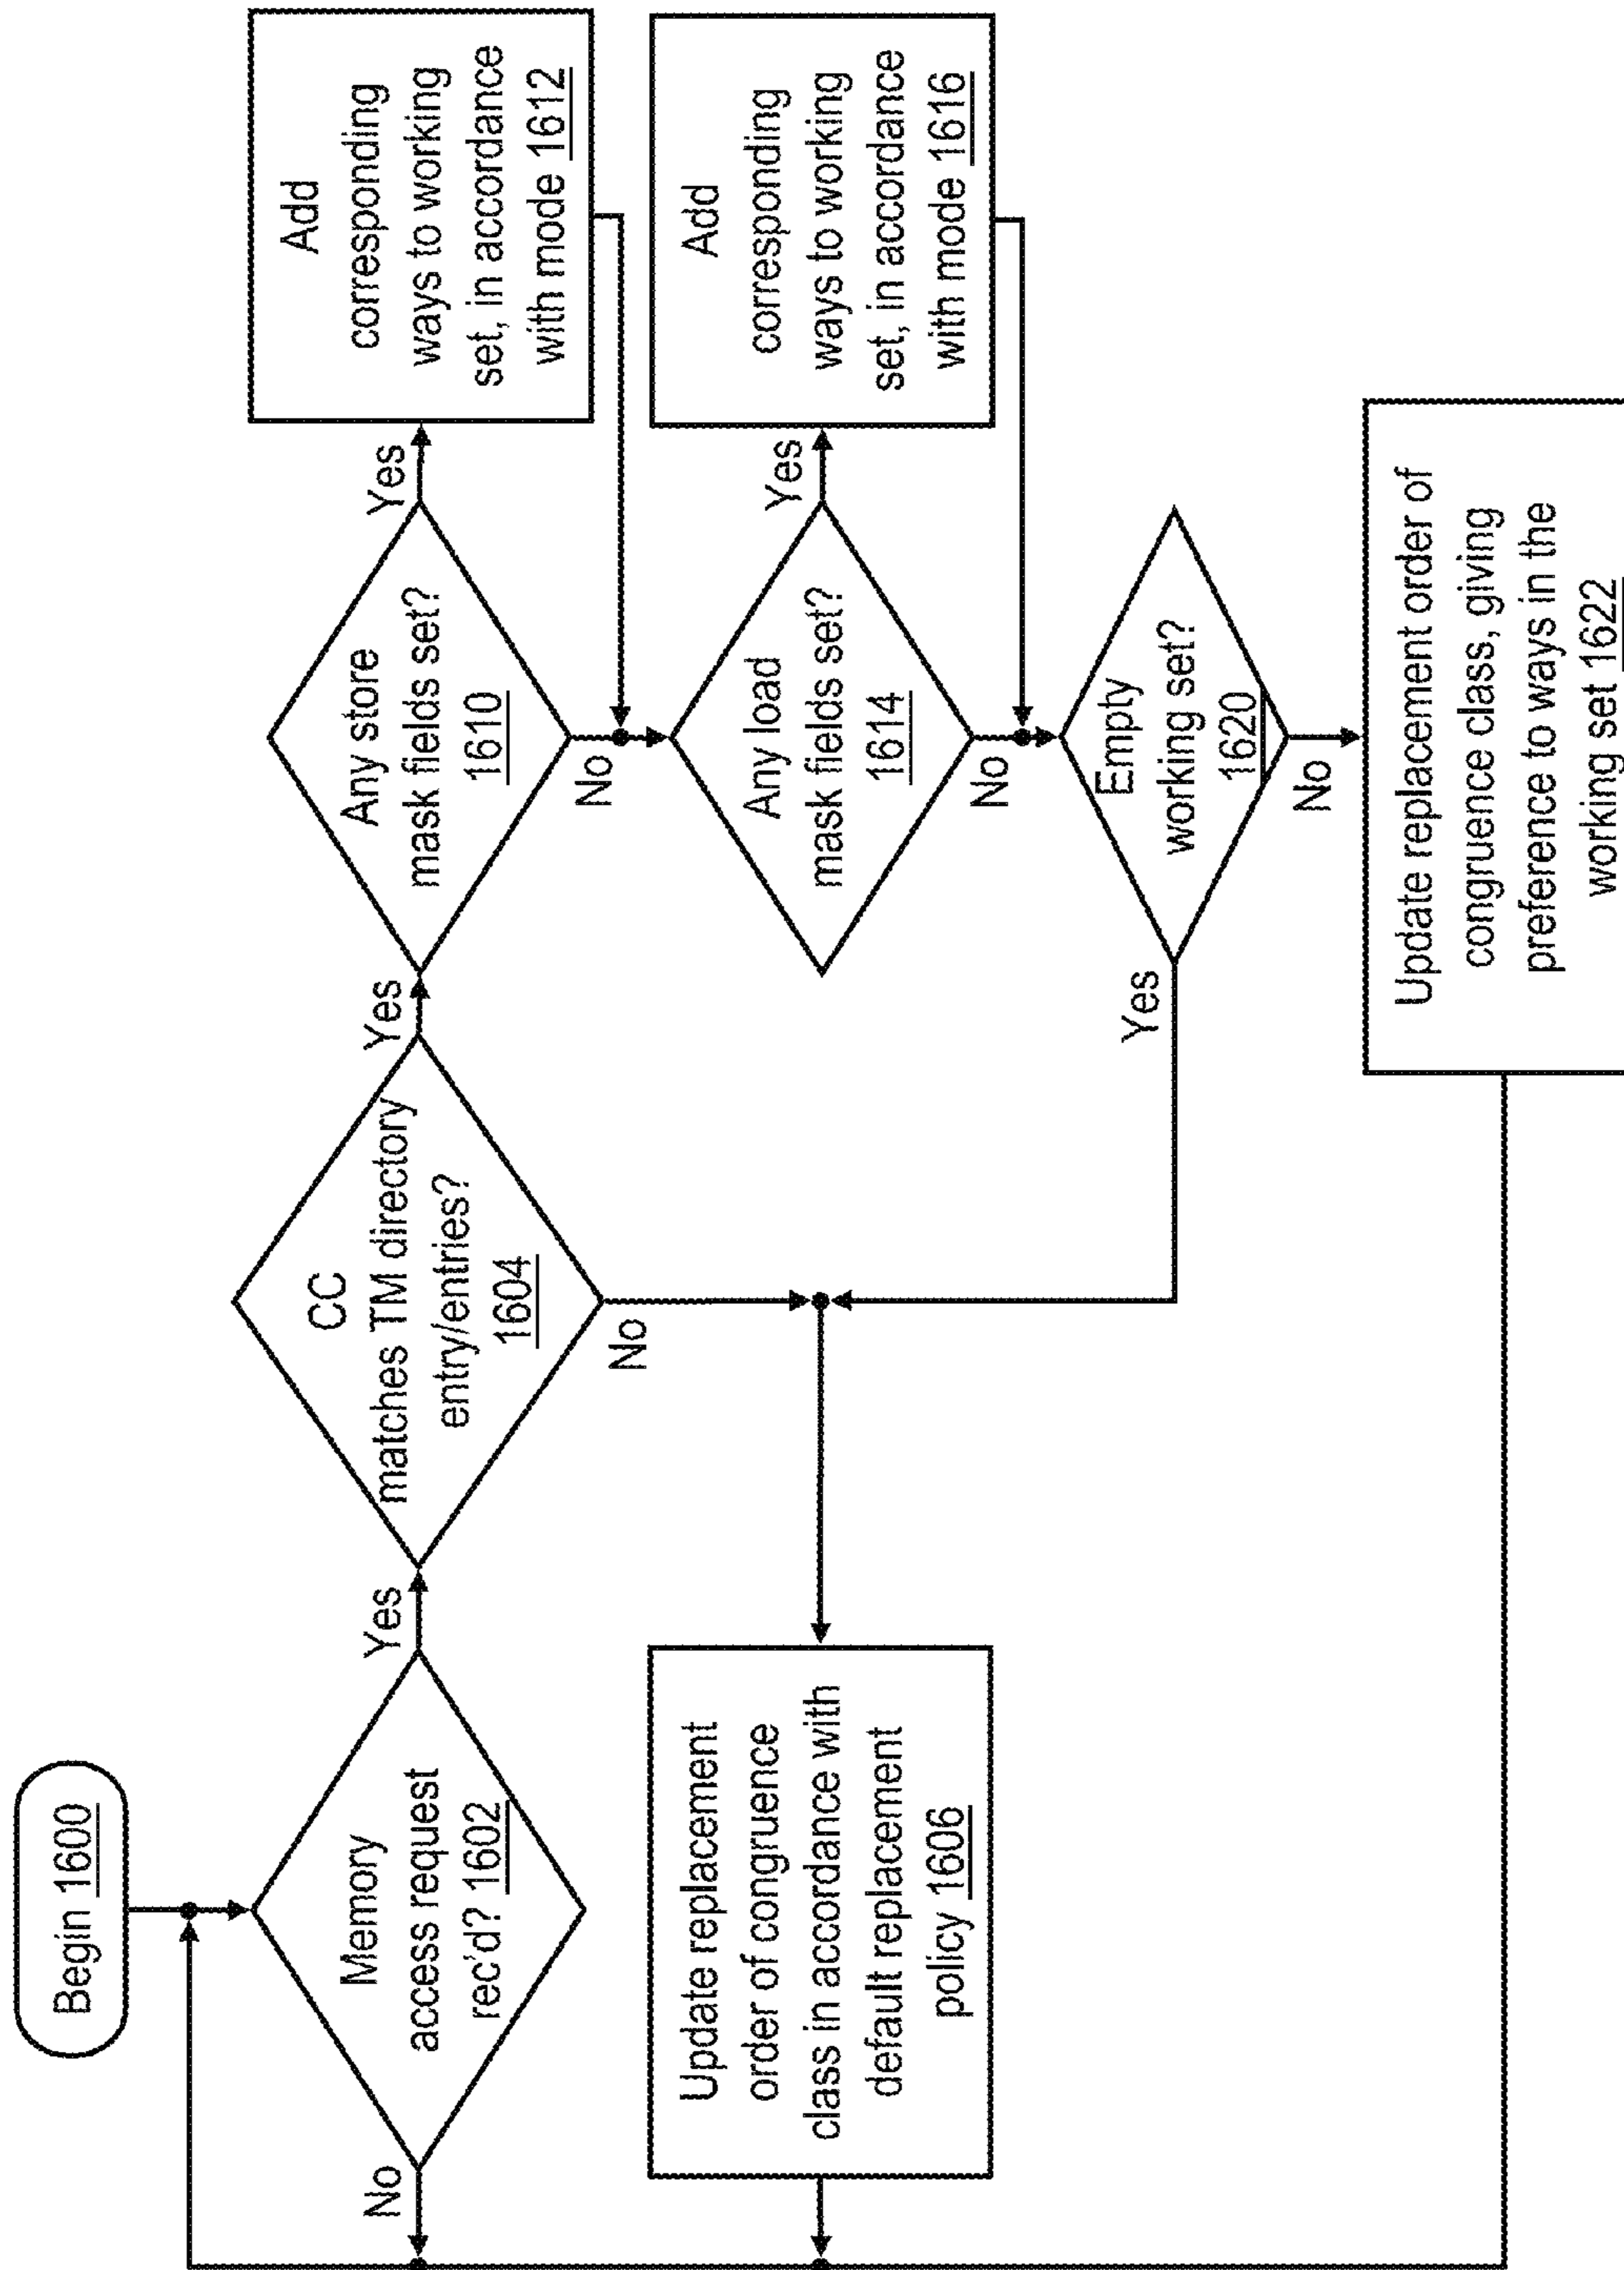 Begin 1600
Memory
access request
rec'd? 1602
No
Yes
CC
matches TM directory
entry/entries?
1604
No
Yes
Any store
mask fields set?
1610
Yes
No
Add
corresponding
ways to working
set, in accordance
with mode 1612
Any load
mask fields set?
1614
Yes
No
Add
corresponding
ways to working
set, in accordance
with mode 1616
Empty
working set?
1620
Yes
No
Update replacement
order of congruence
class in accordance with
default replacement
policy 1606
Update replacement order of
congruence class, giving
preference to ways in the
working set 1622